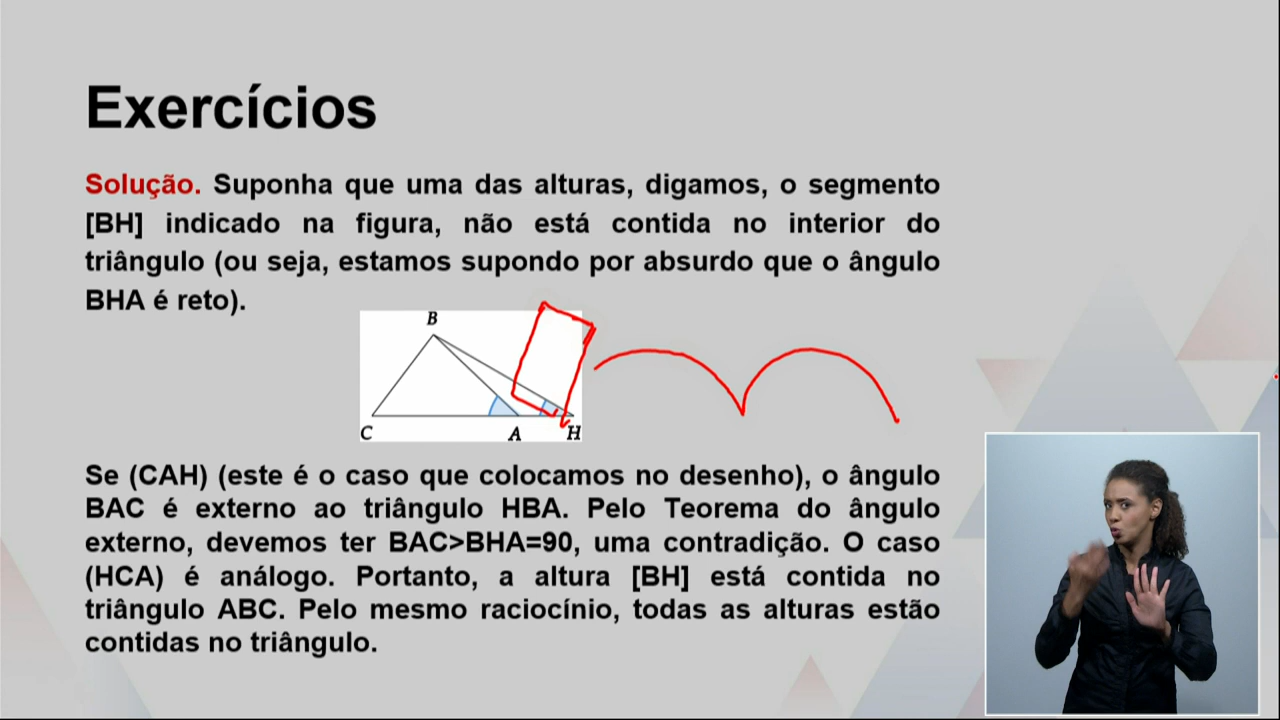 Exercícios
Solução. Suponha que uma das alturas, digamos, o segmento
[BH] indicado na figura, não está contida no interior do
triângulo (ou seja, estamos supondo por absurdo que o ângulo
BHA é reto).
B
C A H
Se (CAH) (este é o caso que colocamos no desenho), o ângulo
BAC é externo ao triângulo HBA. Pelo Teorema do ângulo
externo, devemos ter BAC>BHA=90, uma contradição. O caso
(HCA) é análogo. Portanto, a altura [BH] está contida no
triângulo ABC. Pelo mesmo raciocínio, todas as alturas estão
contidas no triângulo.